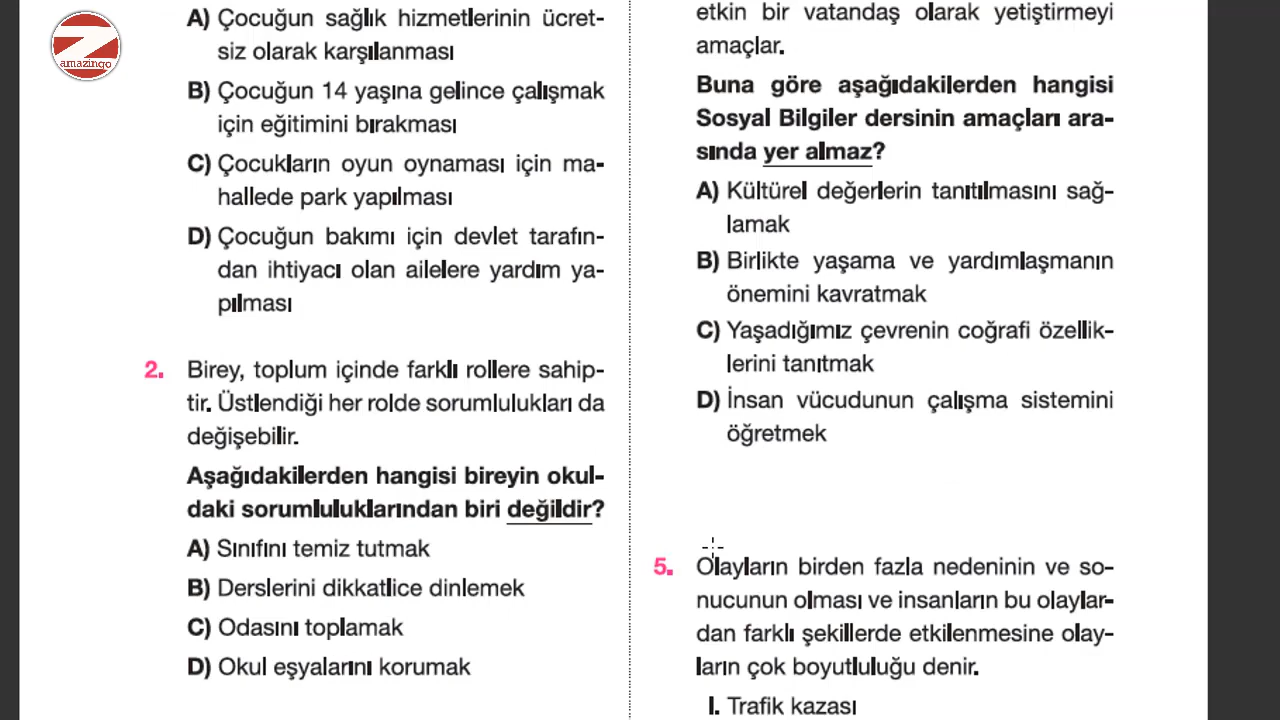 amazingo
A) Çocuğun sağlık hizmetlerinin ücret-
siz olarak karşılanması
B) Çocuğun 14 yaşına gelince çalışmak
için eğitimini bırakması
C) Çocukların oyun oynaması için ma-
hallede park yapılması
D) Çocuğun bakımı için devlet tarafın-
dan ihtiyacı olan ailelere yardım ya-
pılması
2. Birey, toplum içinde farklı rollere sahip-
tir. Üstlendiği her rolde sorumlulukları da
değişebilir.
Aşağıdakilerden hangisi bireyin okul-
daki sorumluluklarından biri değildir?
A) Sınıfını temiz tutmak
B) Derslerini dikkatlice dinlemek
C) Odasını toplamak
D) Okul eşyalarını korumak
etkin bir vatandaş olarak yetiştirmeyi
amaçlar.
Buna göre aşağıdakilerden hangisi
Sosyal Bilgiler dersinin amaçları ara-
sında yer almaz?
A) Kültürel değerlerin tanıtılmasını sağ-
lamak
B) Birlikte yaşama ve yardımlaşmanın
önemini kavratmak
C) Yaşadığımız çevrenin coğrafi özellik-
lerini tanıtmak
D) İnsan vücudunun çalışma sistemini
öğretmek
5. Olayların birden fazla nedeninin ve so-
nucunun olması ve insanların bu olaylar-
dan farklı şekillerde etkilenmesine olay-
ların çok boyutluluğu denir.
I. Trafik kazası